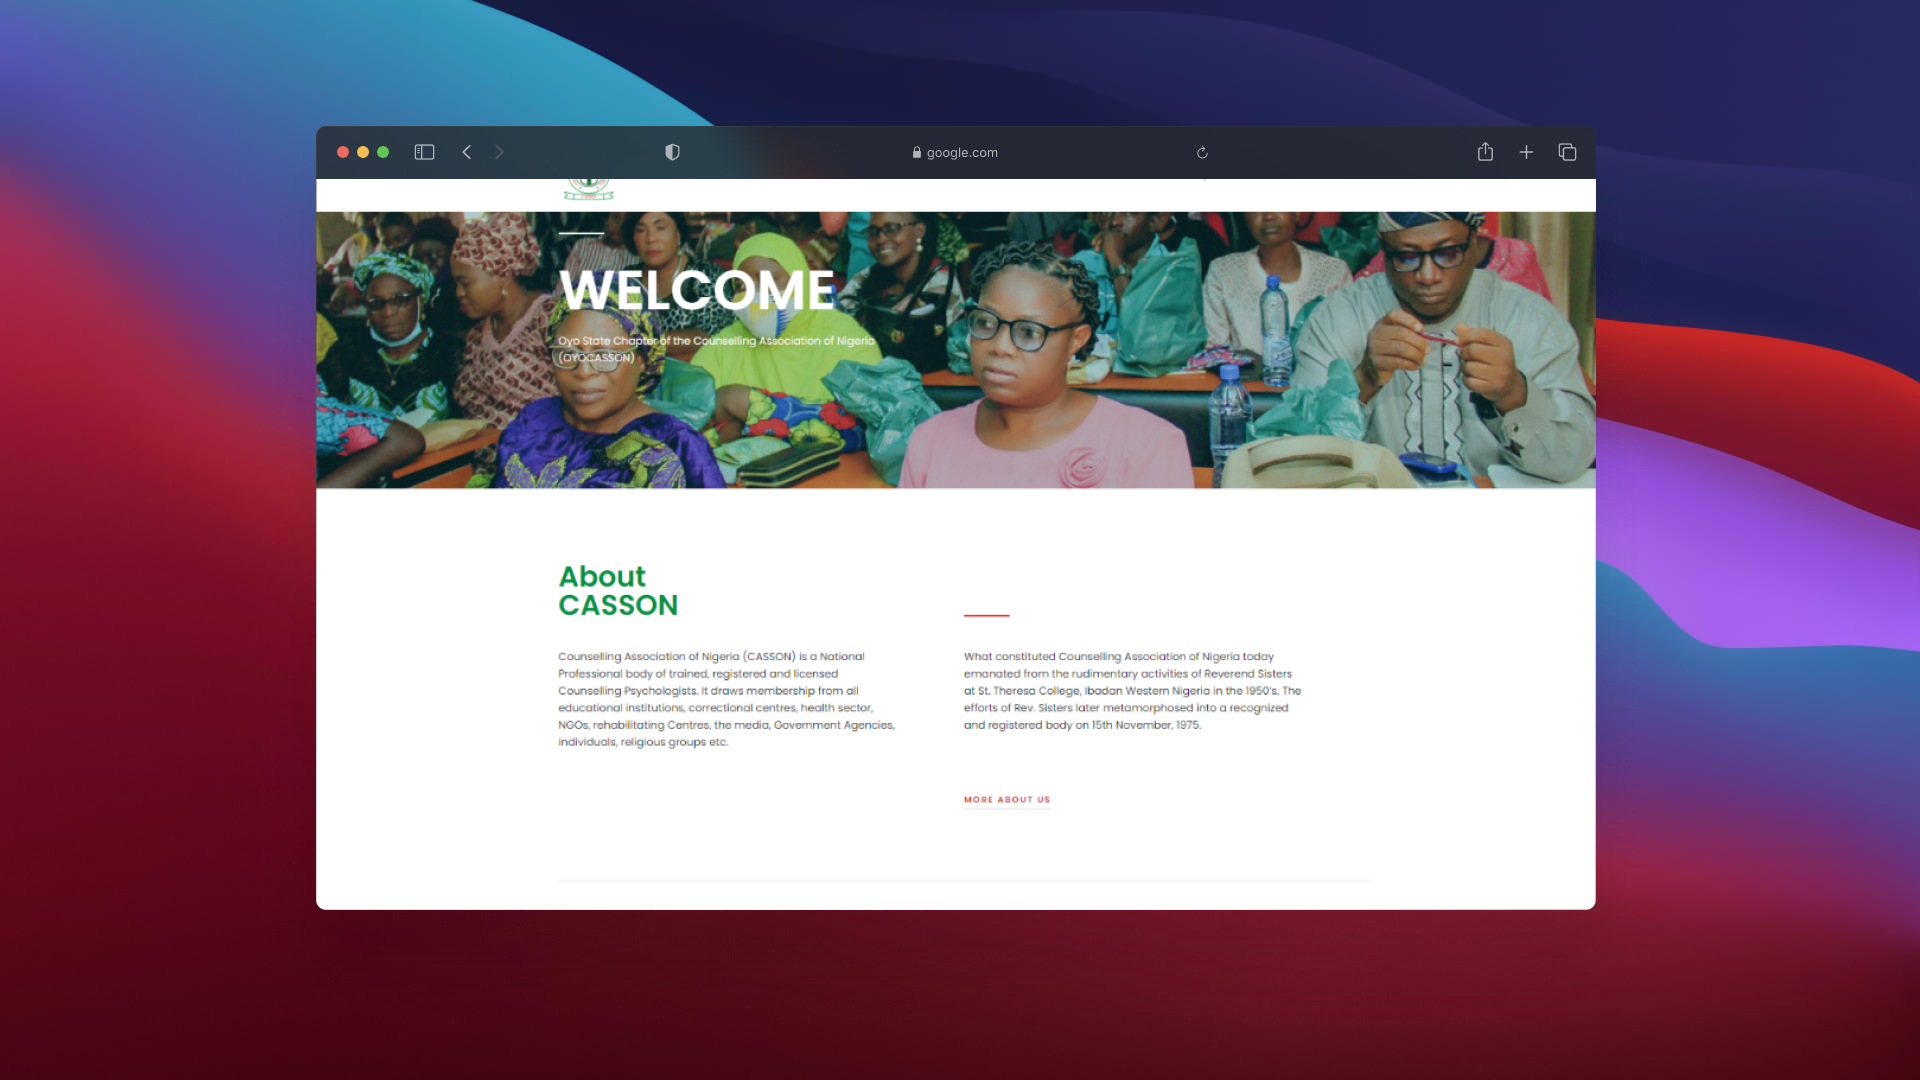 google.com
WELCOME
Oyo State Chapter of the Counselling Association of Nigeria
(OYOCASSON)
About
CASSON
Counselling Association of Nigeria (CASSON) is a National
Professional body of trained, registered and licensed
Counselling Psychologists. It draws membership from all
educational institutions, correctional centres, health sector,
NGOs, rehabilitating Centres, the media, Government Agencies,
individuals, religious groups etc.
What constituted Counselling Association of Nigeria today
emanated from the rudimentary activities of Reverend Sisters
at St. Theresa College, Ibadan Western Nigeria in the 1950's. The
efforts of Rev. Sisters later metamorphosed into a recognized
and registered body on 15th November, 1975.
MORE ABOUT US